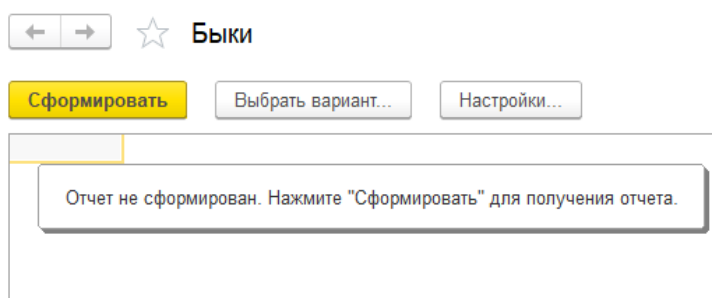 Быки
Сформировать Выбрать вариант... Настройки...
Отчет не сформирован. Нажмите "Сформировать" для получения отчета.